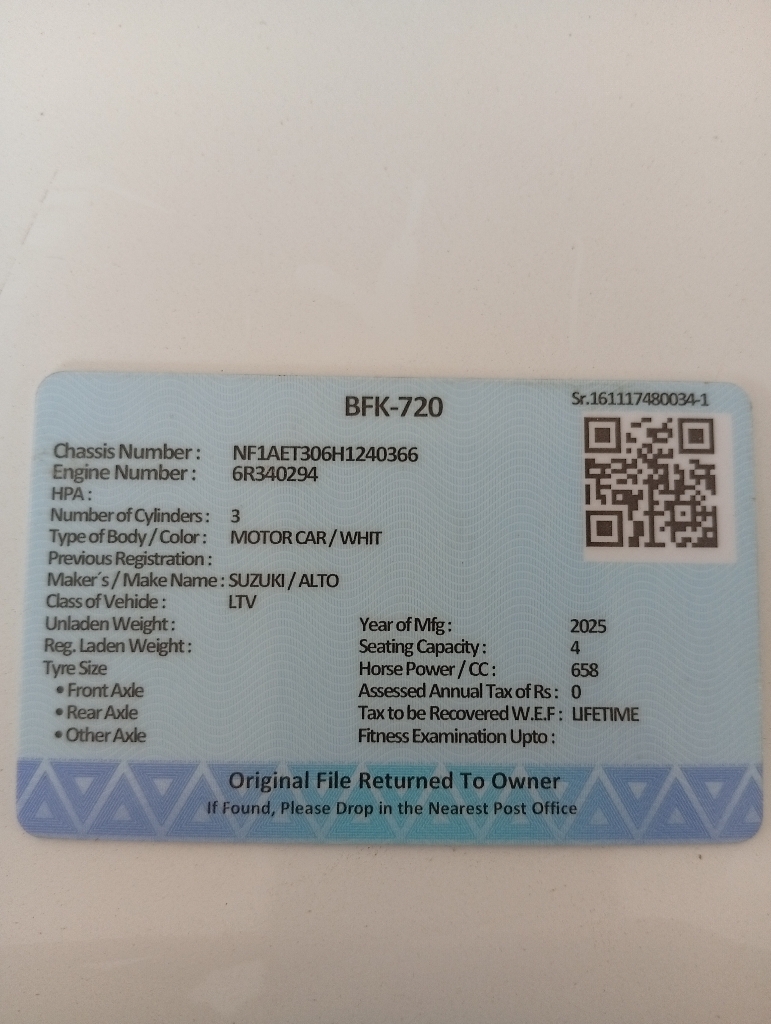 BFK-720
Sr.161117480034-1
Chassis Number : NF1AET306H1240366
Engine Number : 6R340294
HPA :
Number of Cylinders : 3
Type of Body / Color : MOTOR CAR / WHIT
Previous Registration :
Maker´s / Make Name : SUZUKI / ALTO
Class of Vehicle : LTV
Unladen Weight : Year of Mfg : 2025
Reg. Laden Weight : Seating Capacity : 4
Tyre Size Horse Power / CC : 658
• Front Axle Assessed Annual Tax of Rs : 0
• Rear Axle Tax to be Recovered W.E.F : LIFETIME
• Other Axle Fitness Examination Upto :
Original File Returned To Owner
If Found, Please Drop in the Nearest Post Office